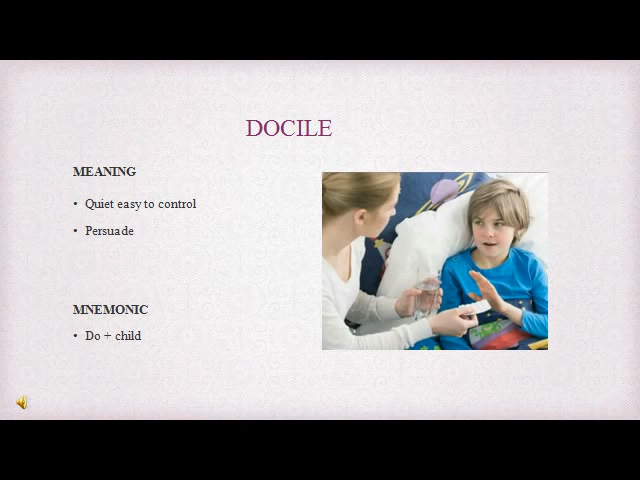 DOCILE
MEANING
• Quiet easy to control
• Persuade
MNEMONIC
• Do + child